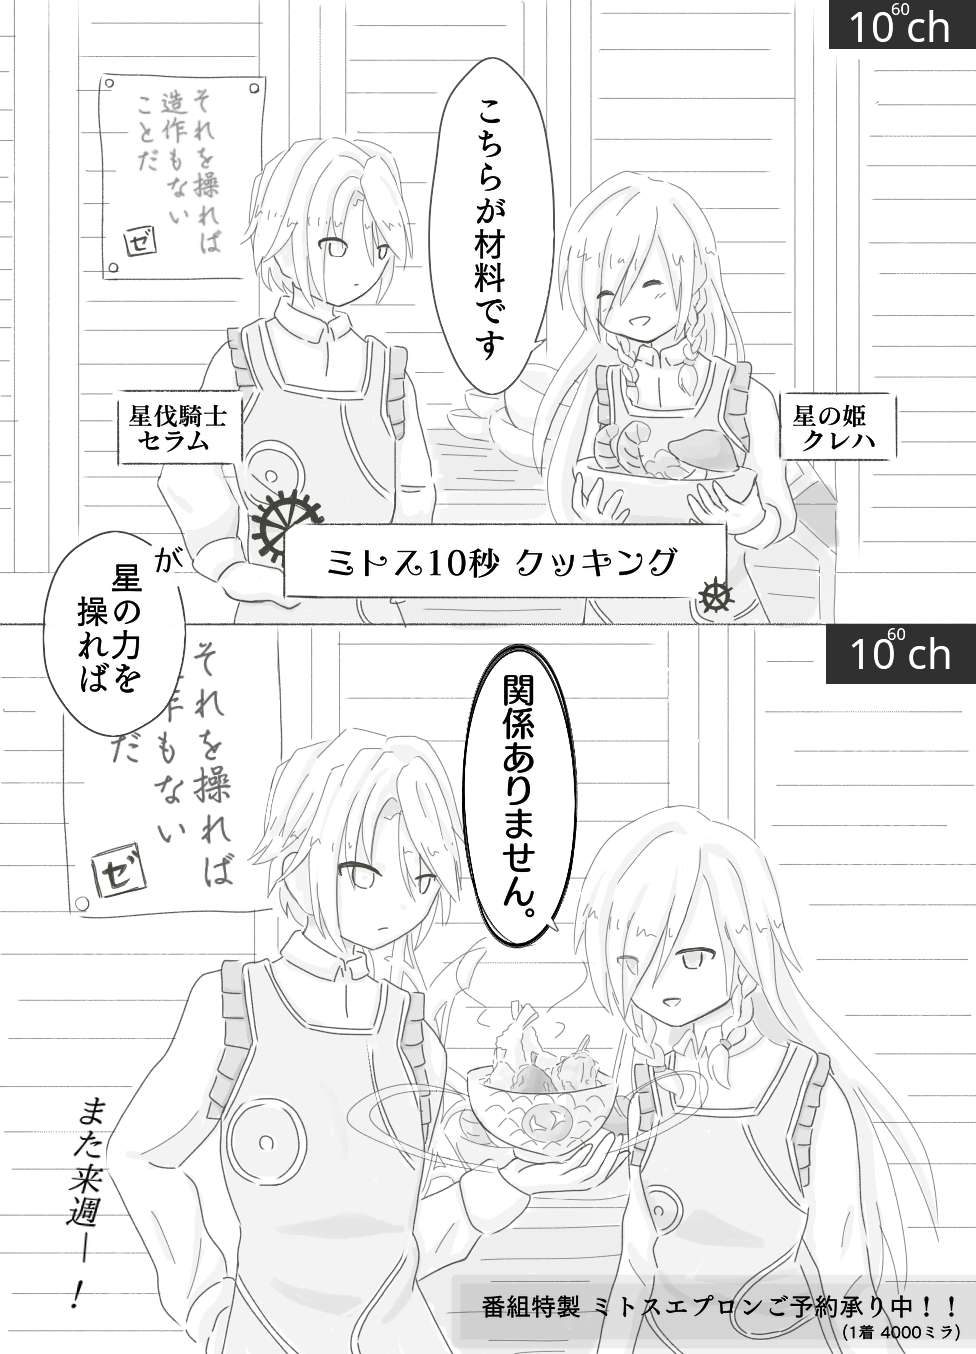 10⁶⁰ch
こちらが材料です
それを操れば
造作もない
ことだ
ゼ
星伐騎士
セラム
星の姫
クレハ
ミトス10秒 クッキング
が
星の力を
操れば
10⁶⁰ch
関係ありません。
それを操れば
作もない
だ
ゼ
また来週ー!
番組特製 ミトスエプロンご予約承り中!!
(1着 4000ミラ)